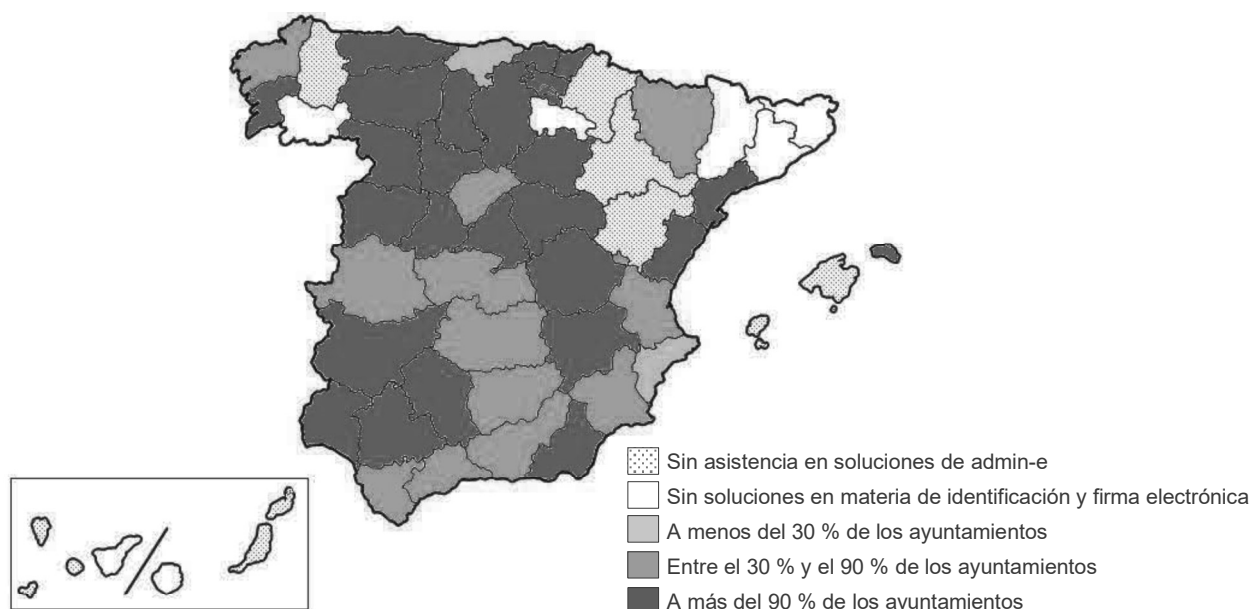 Sin asistencia en soluciones de admin-e
Sin soluciones en materia de identificación y firma electrónica
A menos del 30 % de los ayuntamientos
Entre el 30 % y el 90 % de los ayuntamientos
A más del 90 % de los ayuntamientos